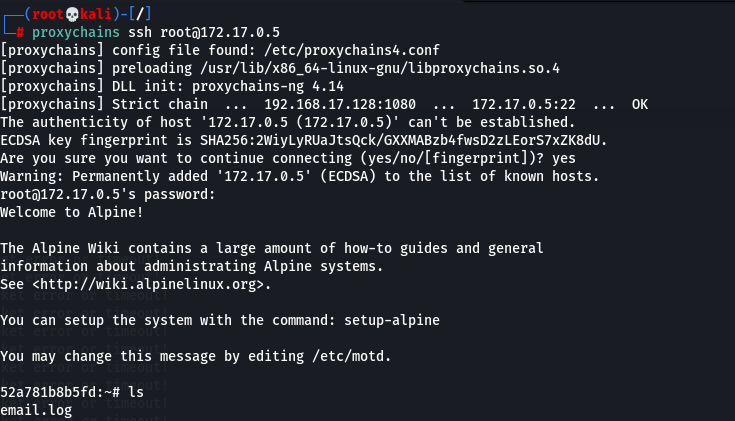 ┌──(root💀kali)-[/]
└─# proxychains ssh root@172.17.0.5
[proxychains] config file found: /etc/proxychains4.conf
[proxychains] preloading /usr/lib/x86_64-linux-gnu/libproxychains.so.4
[proxychains] DLL init: proxychains-ng 4.14
[proxychains] Strict chain  ...  192.168.17.128:1080  ...  172.17.0.5:22  ...  OK
The authenticity of host '172.17.0.5 (172.17.0.5)' can't be established.
ECDSA key fingerprint is SHA256:2WiyLyRUaJtsQck/GXXMABzb4fwsD2zLEorS7xZK8dU.
Are you sure you want to continue connecting (yes/no/[fingerprint])? yes
Warning: Permanently added '172.17.0.5' (ECDSA) to the list of known hosts.
root@172.17.0.5's password:
Welcome to Alpine!

The Alpine Wiki contains a large amount of how-to guides and general
information about administrating Alpine systems.
See <http://wiki.alpinelinux.org>.

You can setup the system with the command: setup-alpine

You may change this message by editing /etc/motd.

52a781b8b5fd:~# ls
email.log